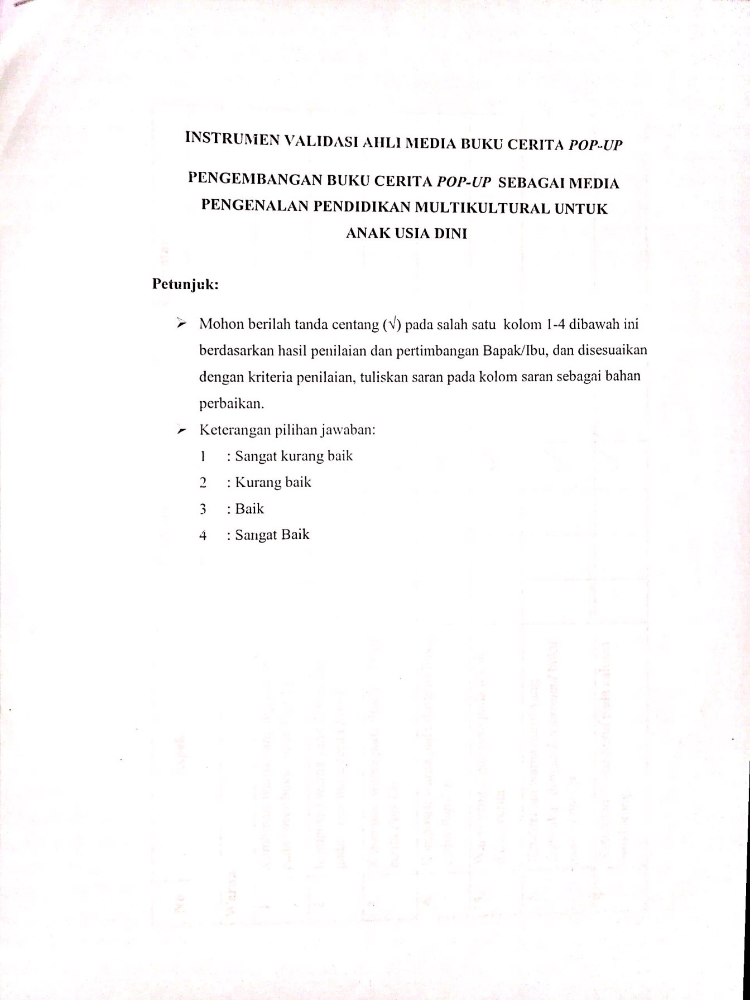 INSTRUMEN VALIDASI AHLI MEDIA BUKU CERITA POP-UP
PENGEMBANGAN BUKU CERITA POP-UP SEBAGAI MEDIA
PENGENALAN PENDIDIKAN MULTIKULTURAL UNTUK
ANAK USIA DINI
Petunjuk:
➢ Mohon berilah tanda centang (√) pada salah satu kolom 1-4 dibawah ini
berdasarkan hasil penilaian dan pertimbangan Bapak/Ibu, dan disesuaikan
dengan kriteria penilaian, tuliskan saran pada kolom saran sebagai bahan
perbaikan.
➢ Keterangan pilihan jawaban:
1 : Sangat kurang baik
2 : Kurang baik
3 : Baik
4 : Sangat Baik